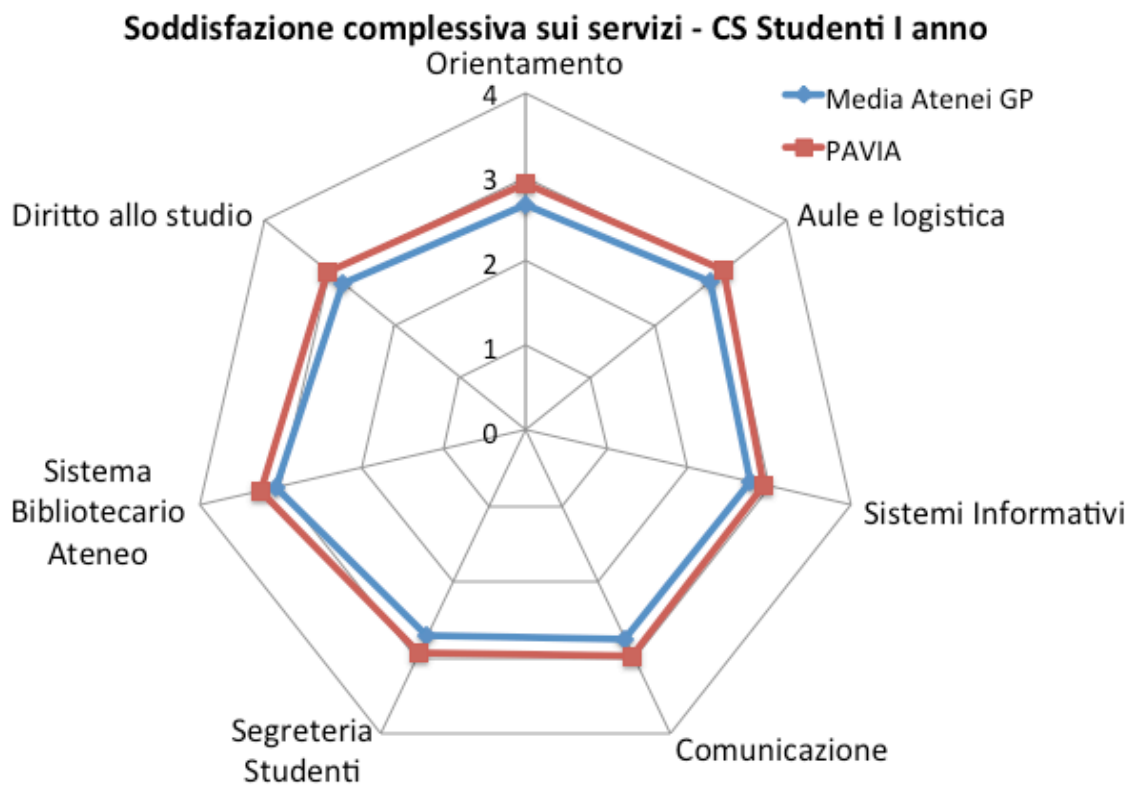 Soddisfazione complessiva sui servizi - CS Studenti I anno
Orientamento
4
3
2
1
0
Media Atenei GP
PAVIA
Diritto allo studio
Aule e logistica
Sistema
Bibliotecario
Ateneo
Sistemi Informativi
Segreteria
Studenti
Comunicazione